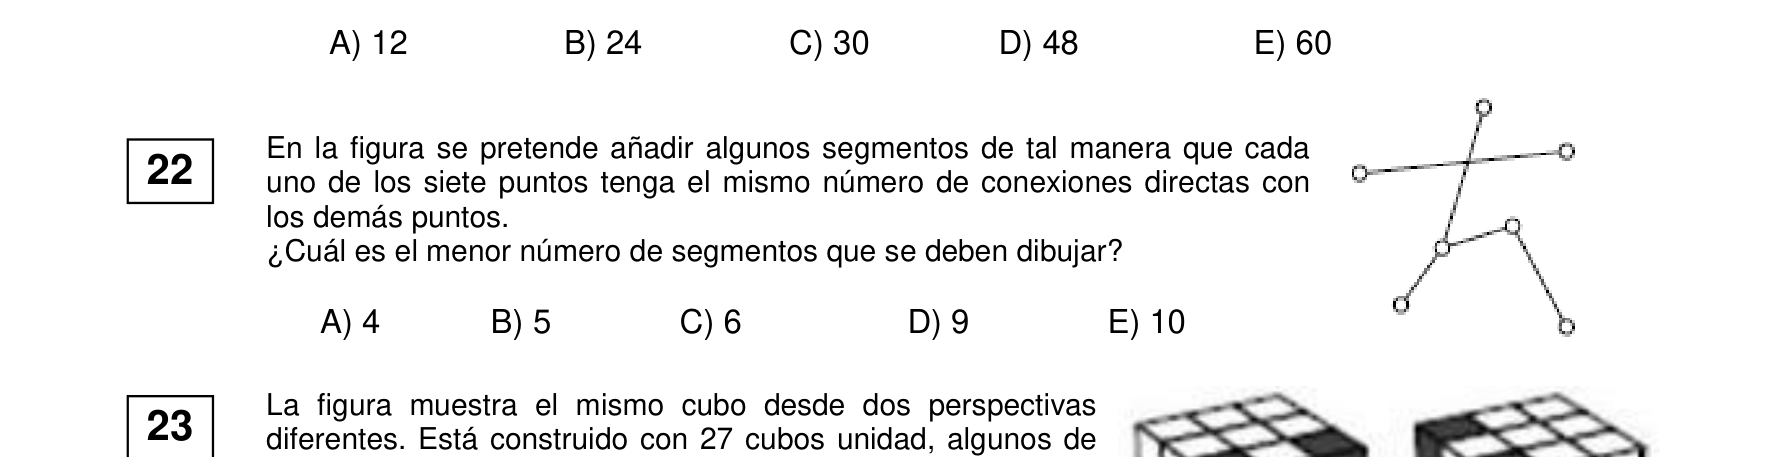 A) 12 B) 24 C) 30 D) 48 E) 60
22
En la figura se pretende añadir algunos segmentos de tal manera que cada
uno de los siete puntos tenga el mismo número de conexiones directas con
los demás puntos.
¿Cuál es el menor número de segmentos que se deben dibujar?
A) 4 B) 5 C) 6 D) 9 E) 10
23
La figura muestra el mismo cubo desde dos perspectivas
diferentes. Está construido con 27 cubos unidad, algunos de